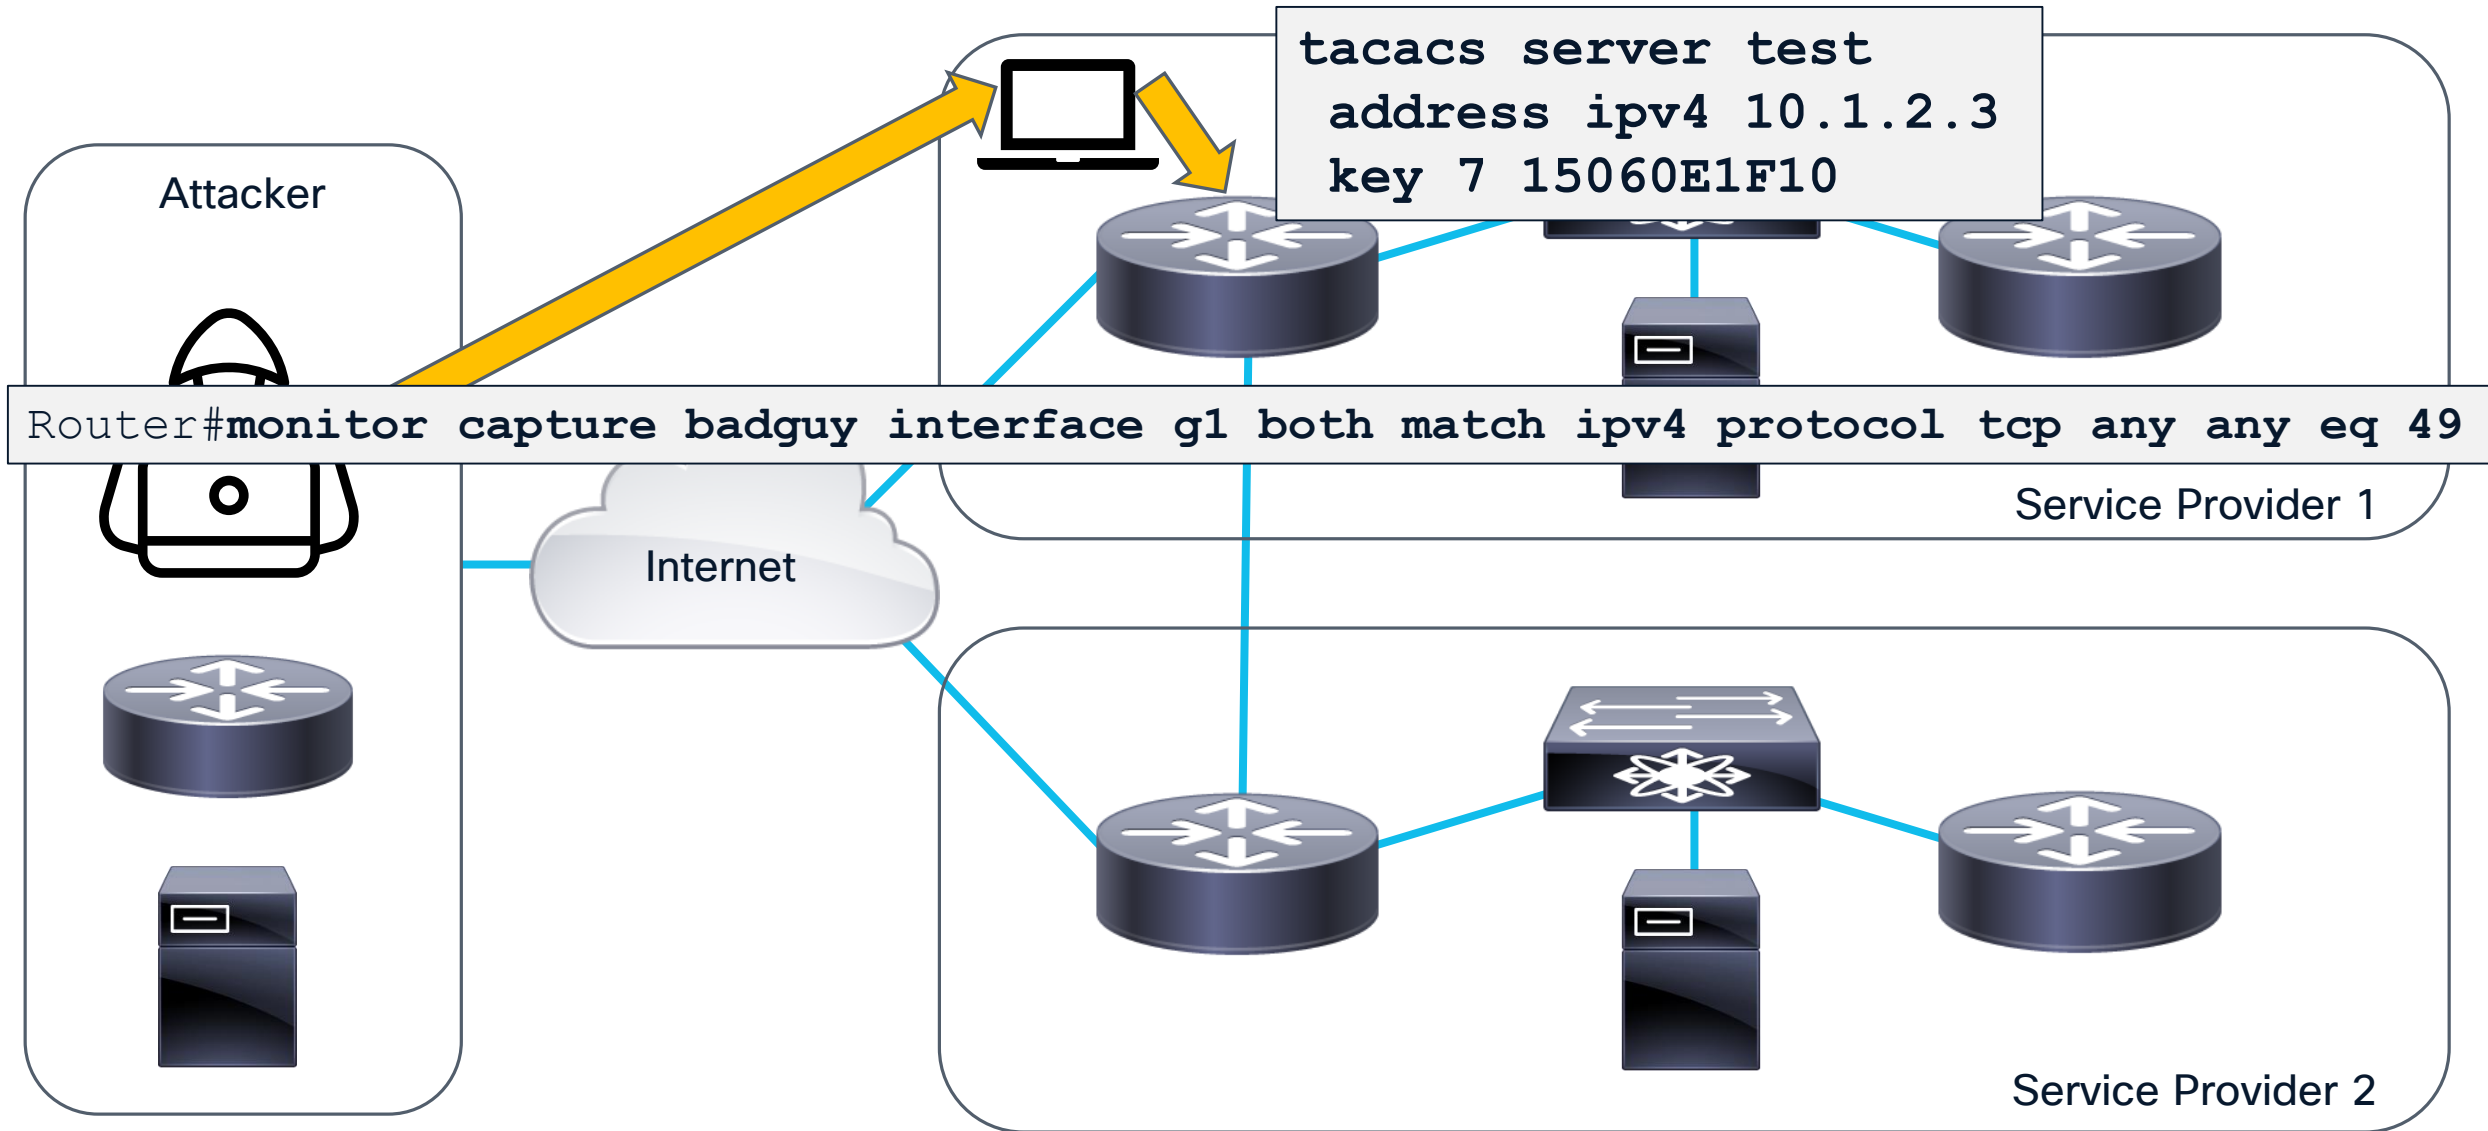 tacacs server test
address ipv4 10.1.2.3
key 7 15060E1F10
Attacker
Router#monitor capture badguy interface g1 both match ipv4 protocol tcp any any eq 49
Service Provider 1
Internet
Service Provider 2